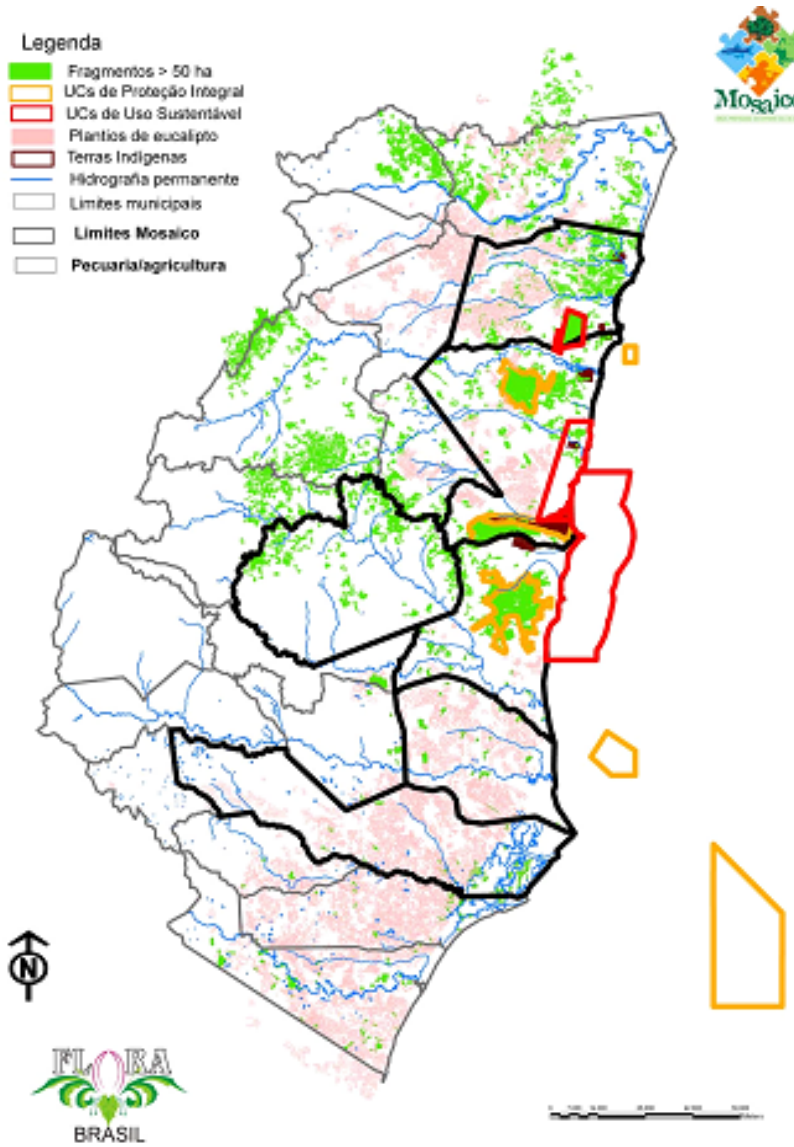 Legenda
Fragmentos > 50 ha
UCs de Proteção Integral
UCs de Uso Sustentável
Plantios de eucalipto
Terras Indígenas
Hidrografia permanente
Limites municipais
Limites Mosaico
Pecuaria/agricultura
Mosaico
N
FLORA
BRASIL